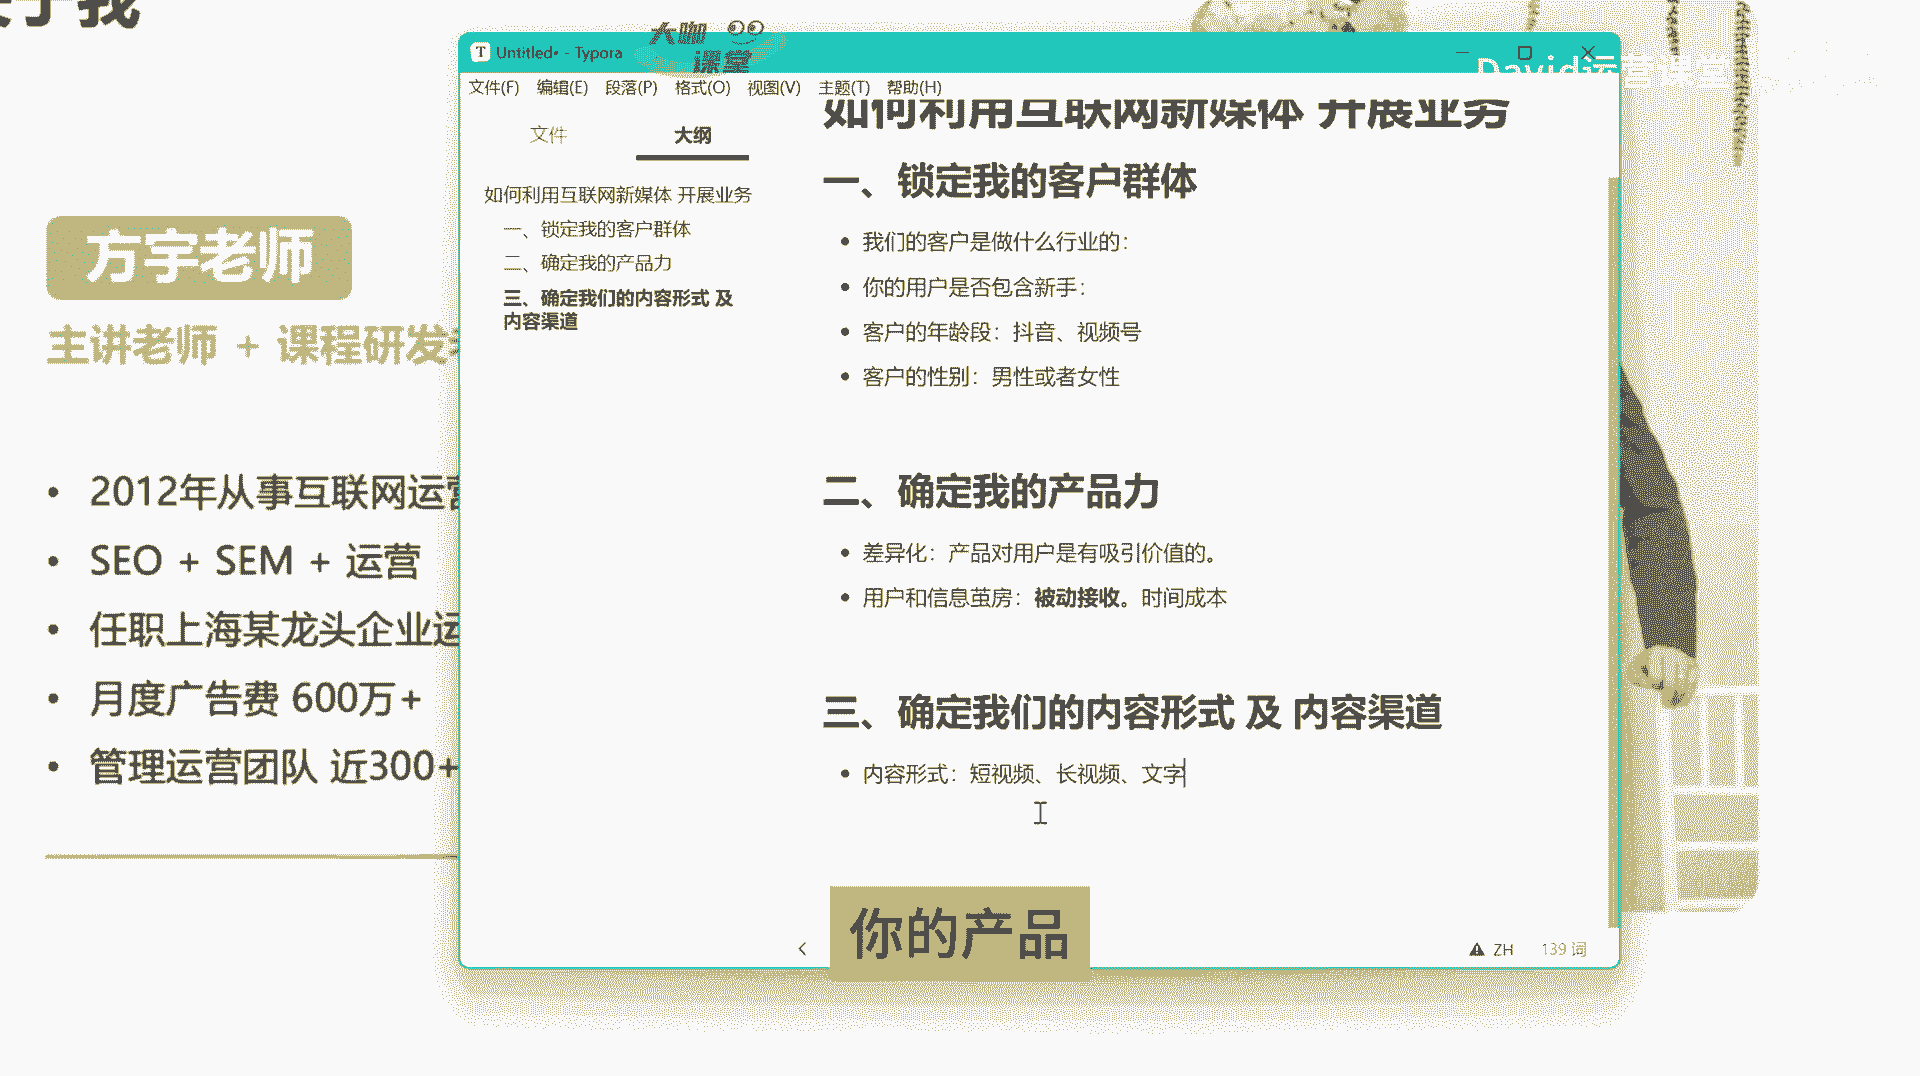 关于我
方宇老师
主讲老师 + 课程研发
• 2012年从事互联网运营
• SEO + SEM + 运营
• 任职上海某龙头企业运
• 月度广告费 600万+
• 管理运营团队 近300+
Untitled• - Typora
大咖课堂
David运营课堂
文件(F) 编辑(E) 段落(P) 格式(O) 视图(V) 主题(T) 帮助(H)
文件 大纲
如何利用互联网新媒体 开展业务
一、锁定我的客户群体
二、确定我的产品力
三、确定我们的内容形式 及
内容渠道
如何利用互联网新媒体 开展业务
一、锁定我的客户群体
• 我们的客户是做什么行业的：
• 你的用户是否包含新手：
• 客户的年龄段：抖音、视频号
• 客户的性别：男性或者女性
二、确定我的产品力
• 差异化：产品对用户是有吸引价值的。
• 用户和信息茧房：被动接收。时间成本
三、确定我们的内容形式 及 内容渠道
• 内容形式：短视频、长视频、文字
你的产品
ZH 139 词